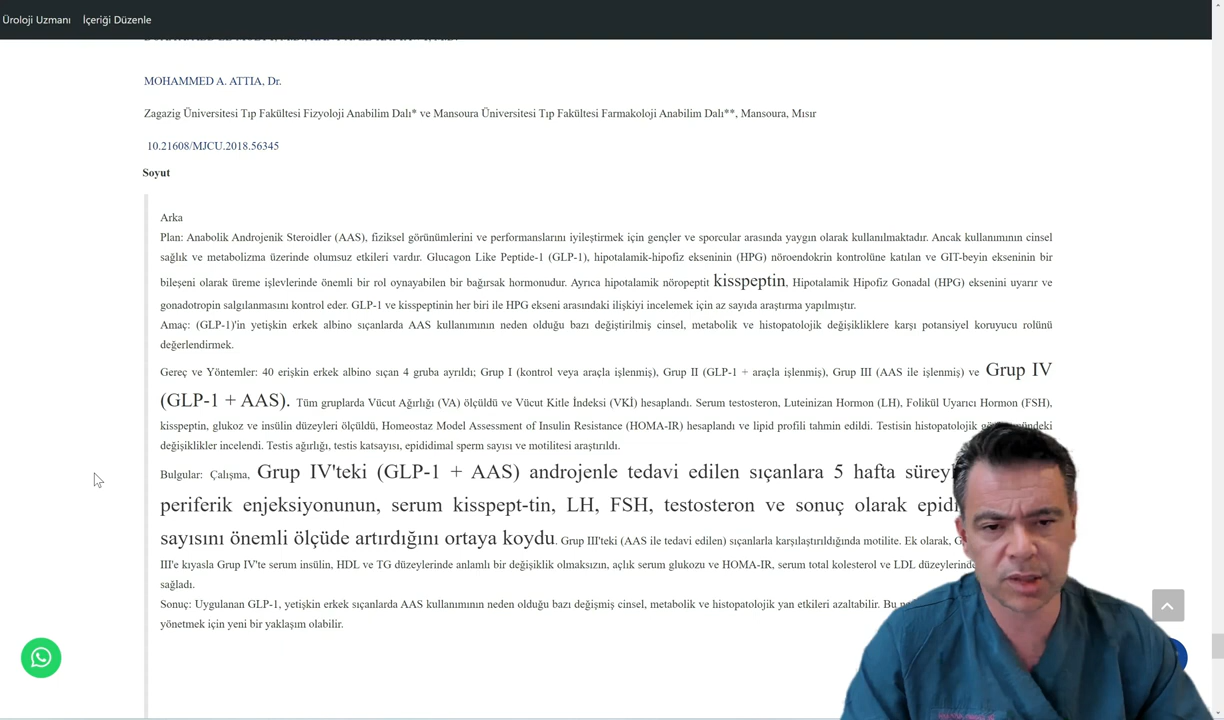 Üroloji Uzmanı İçeriği Düzenle
MOHAMMED A. ATTIA, Dr.
Zagazig Üniversitesi Tıp Fakültesi Fizyoloji Anabilim Dalı* ve Mansoura Üniversitesi Tıp Fakültesi Farmakoloji Anabilim Dalı**, Mansoura, Mısır
10.21608/MJCU.2018.56345
Soyut
Arka
Plan: Anabolik Androjenik Steroidler (AAS), fiziksel görünümlerini ve performanslarını iyileştirmek için gençler ve sporcular arasında yaygın olarak kullanılmaktadır. Ancak kullanımının cinsel
sağlık ve metabolizma üzerinde olumsuz etkileri vardır. Glucagon Like Peptide-1 (GLP-1), hipotalamik-hipofiz ekseninin (HPG) nöroendokrin kontrolüne katılan ve GIT-beyin ekseninin bir
bileşeni olarak üreme işlevlerinde önemli bir rol oynayabilen bir bağırsak hormonudur. Ayrıca hipotalamik nöropeptit kisspeptin, Hipotalamik Hipofiz Gonadal (HPG) eksenini uyarır ve
gonadotropin salgılanmasını kontrol eder. GLP-1 ve kisspeptinin her biri ile HPG ekseni arasındaki ilişkiyi incelemek için az sayıda araştırma yapılmıştır.
Amaç: (GLP-1)'in yetişkin erkek albino sıçanlarda AAS kullanımının neden olduğu bazı değiştirilmiş cinsel, metabolik ve histopatolojik değişikliklere karşı potansiyel koruyucu rolünü
değerlendirmek.
Gereç ve Yöntemler: 40 erişkin erkek albino sıçan 4 gruba ayrıldı; Grup I (kontrol veya araçla işlenmiş), Grup II (GLP-1 + araçla işlenmiş), Grup III (AAS ile işlenmiş) ve Grup IV
(GLP-1 + AAS). Tüm gruplarda Vücut Ağırlığı (VA) ölçüldü ve Vücut Kitle İndeksi (VKİ) hesaplandı. Serum testosteron, Luteinizan Hormon (LH), Folikül Uyarıcı Hormon (FSH),
kisspeptin, glukoz ve insülin düzeyleri ölçüldü, Homeostaz Model Assessment of Insulin Resistance (HOMA-IR) hesaplandı ve lipid profili tahmin edildi. Testisin histopatolojik
değişiklikler incelendi. Testis ağırlığı, testis katsayısı, epididimal sperm sayısı ve motilitesi araştırıldı.
Bulgular: Çalışma, Grup IV'teki (GLP-1 + AAS) androjenle tedavi edilen sıçanlara 5 hafta
periferik enjeksiyonunun, serum kisspept-tin, LH, FSH, testosteron ve sonuç olarak
sayısını önemli ölçüde artırdığını ortaya koydu. Grup III'teki (AAS ile tedavi edilen) sıçanlarla karşılaştırıldığında motilite. Ek olarak,
III'e kıyasla Grup IV'te serum insülin, HDL ve TG düzeylerinde anlamlı bir değişiklik olmaksızın, açlık serum glukozu ve HOMA-IR, serum total kolesterol ve LDL düzeylerinde
sağladı.
Sonuç: Uygulanan GLP-1, yetişkin erkek sıçanlarda AAS kullanımının neden olduğu bazı değişmiş cinsel, metabolik ve histopatolojik yan etkileri azaltabilir. Bu
yönetmek için yeni bir yaklaşım olabilir.